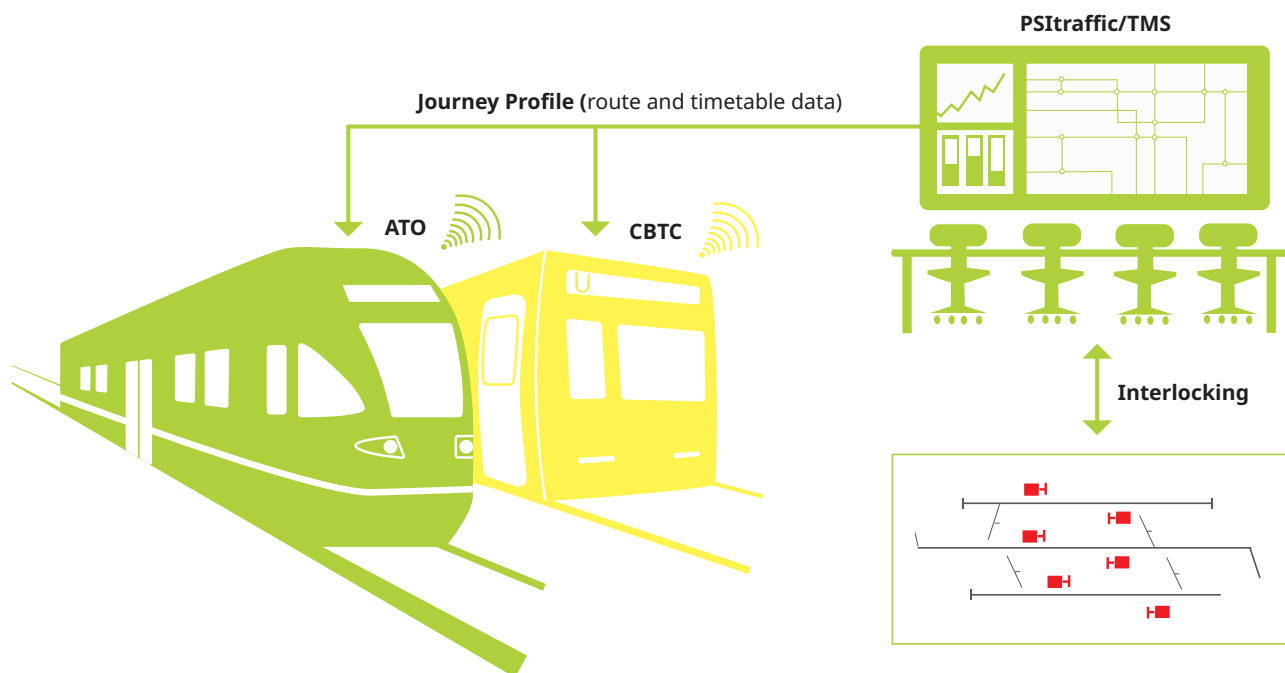 PSItraffic/TMS
Journey Profile (route and timetable data)
ATO
CBTC
U
Interlocking